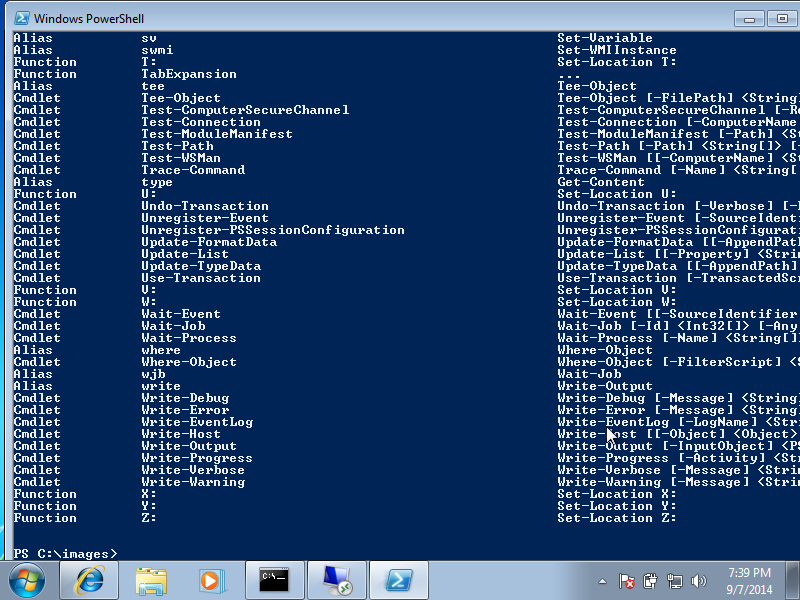 Windows PowerShell
Alias sv Set-Variable
Alias swmi Set-WMIInstance
Function T: Set-Location T:
Function TabExpansion ...
Alias tee Tee-Object
Cmdlet Tee-Object Tee-Object [-FilePath] <String
Cmdlet Test-ComputerSecureChannel Test-ComputerSecureChannel [-Re
Cmdlet Test-Connection Test-Connection [-ComputerName
Cmdlet Test-ModuleManifest Test-ModuleManifest [-Path] <St
Cmdlet Test-Path Test-Path [-Path] <String[]> [-
Cmdlet Test-WSMan Test-WSMan [[-ComputerName] <St
Cmdlet Trace-Command Trace-Command [-Name] <String[
Alias type Get-Content
Function U: Set-Location U:
Cmdlet Undo-Transaction Undo-Transaction [-Verbose] [-D
Cmdlet Unregister-Event Unregister-Event [-SourceIdenti
Cmdlet Unregister-PSSessionConfiguration Unregister-PSSessionConfigurati
Cmdlet Update-FormatData Update-FormatData [[-AppendPath
Cmdlet Update-List Update-List [[-Property] <Strin
Cmdlet Update-TypeData Update-TypeData [[-AppendPath]
Cmdlet Use-Transaction Use-Transaction [-TransactedScr
Function V: Set-Location V:
Function W: Set-Location W:
Cmdlet Wait-Event Wait-Event [[-SourceIdentifier
Cmdlet Wait-Job Wait-Job [-Id] <Int32[]> [-Any
Cmdlet Wait-Process Wait-Process [-Name] <String[]
Alias where Where-Object
Cmdlet Where-Object Where-Object [-FilterScript] <S
Alias wjb Wait-Job
Alias write Write-Output
Cmdlet Write-Debug Write-Debug [-Message] <String>
Cmdlet Write-Error Write-Error [-Message] <String>
Cmdlet Write-EventLog Write-EventLog [-LogName] <Stri
Cmdlet Write-Host Write-Host [[-Object] <Object>
Cmdlet Write-Output Write-Output [-InputObject] <PS
Cmdlet Write-Progress Write-Progress [-Activity] <Str
Cmdlet Write-Verbose Write-Verbose [-Message] <Strin
Cmdlet Write-Warning Write-Warning [-Message] <Strin
Function X: Set-Location X:
Function Y: Set-Location Y:
Function Z: Set-Location Z:
PS C:\images>
C:\_
7:39 PM
9/7/2014